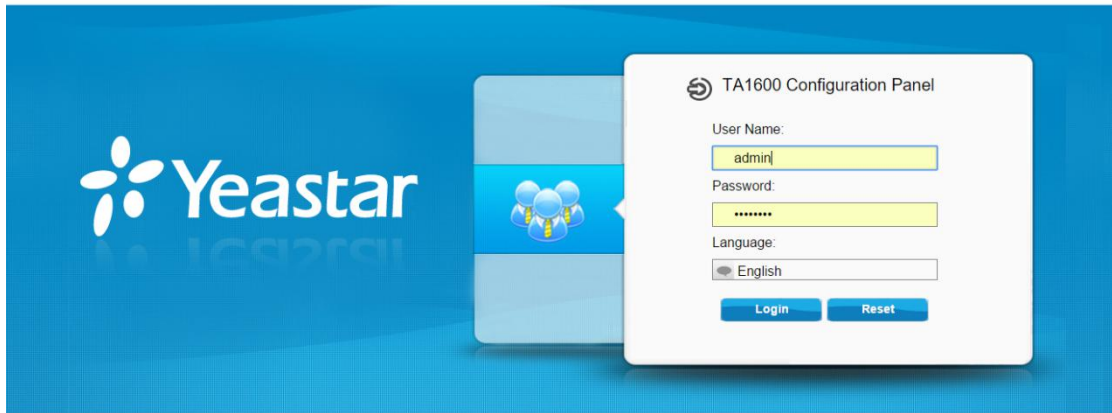 Yeastar
TA1600 Configuration Panel
User Name:
admin
Password:
••••••••
Language:
English
Login
Reset